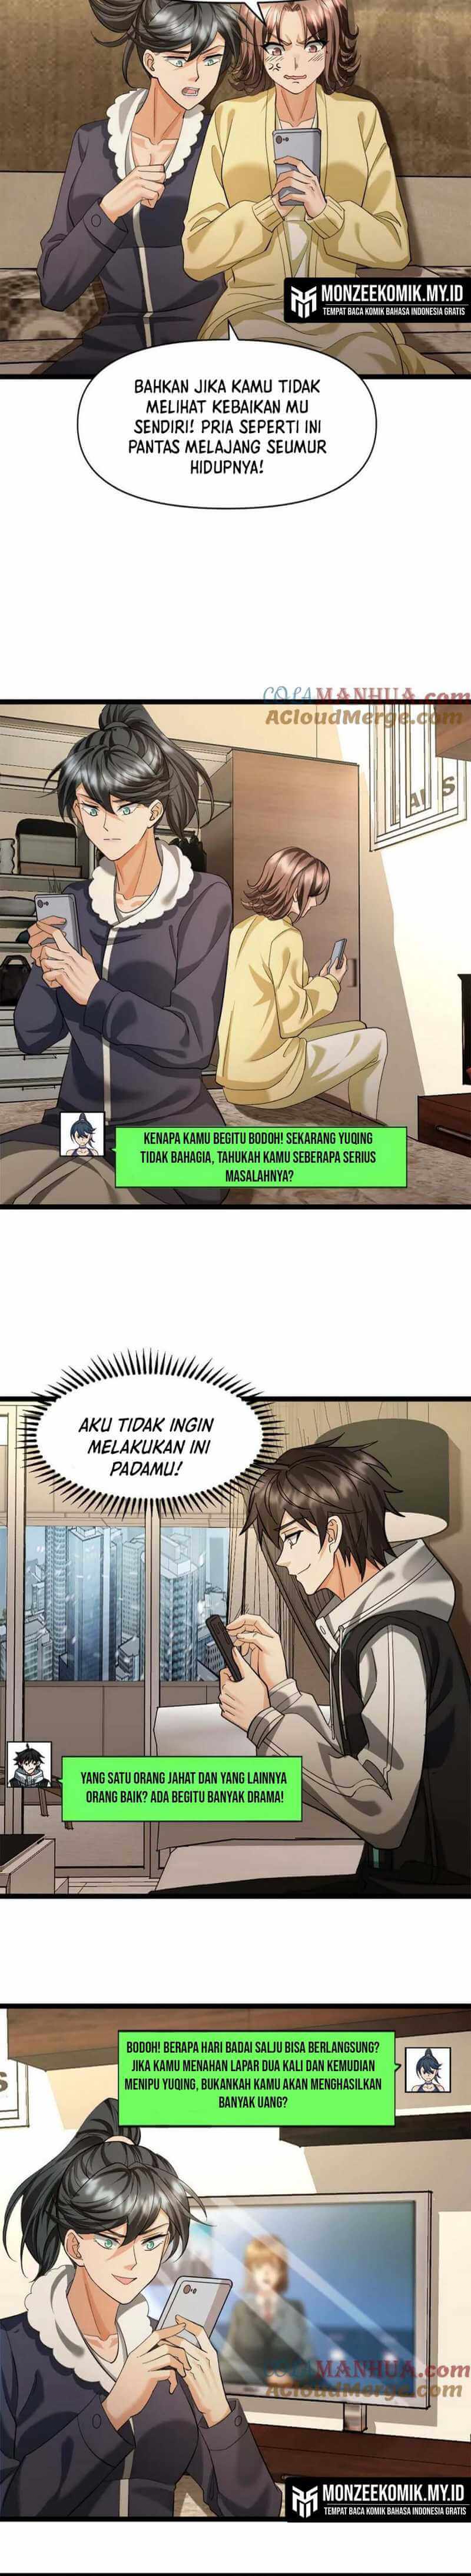 MONZEEKOMIK.MY.ID
TEMPAT BACA KOMIK BAHASA INDONESIA GRATIS
BAHKAN JIKA KAMU TIDAK
MELIHAT KEBAIKAN MU
SENDIRI! PRIA SEPERTI INI
PANTAS MELAJANG SEUMUR
HIDUPNYA!
COLAMANHUA.com
ACloudMerge.com
KENAPA KAMU BEGITU BODOH! SEKARANG YUQING
TIDAK BAHAGIA, TAHUKAH KAMU SEBERAPA SERIUS
MASALAHNYA?
AKU TIDAK INGIN
MELAKUKAN INI
PADAMU!
YANG SATU ORANG JAHAT DAN YANG LAINNYA
ORANG BAIK? ADA BEGITU BANYAK DRAMA!
BODOH! BERAPA HARI BADAI SALJU BISA BERLANGSUNG?
JIKA KAMU MENAHAN LAPAR DUA KALI DAN KEMUDIAN
MENIPU YUQING, BUKANKAH KAMU AKAN MENGHASILKAN
BANYAK UANG?
COLAMANHUA.com
ACloudMerge.com
MONZEEKOMIK.MY.ID
TEMPAT BACA KOMIK BAHASA INDONESIA GRATIS